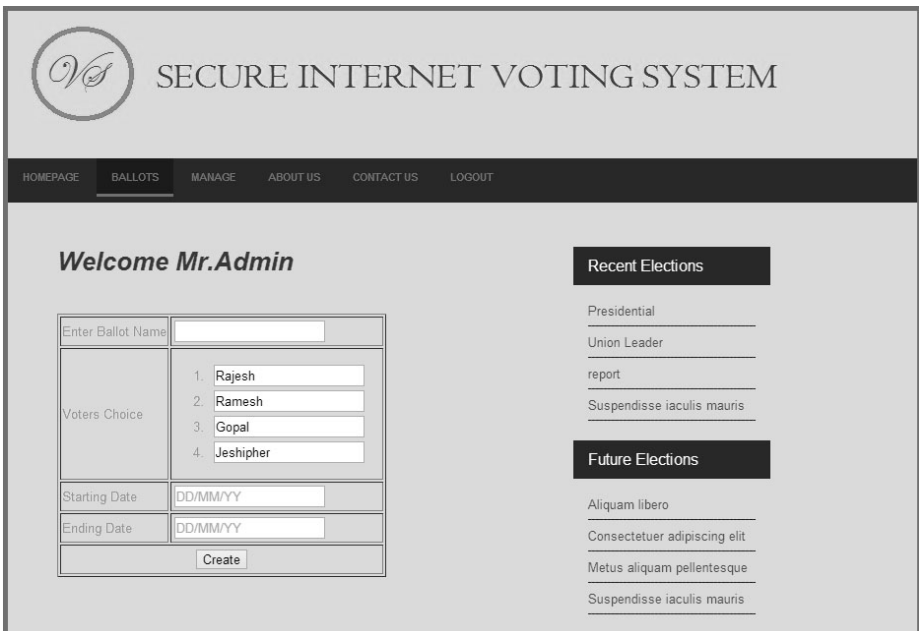 VS
SECURE INTERNET VOTING SYSTEM
HOMEPAGE BALLOTS MANAGE ABOUT US CONTACT US LOGOUT
Welcome Mr.Admin
Enter Ballot Name
Voters Choice
1. Rajesh
2. Ramesh
3. Gopal
4. Jeshipher
Starting Date DD/MM/YY
Ending Date DD/MM/YY
Create
Recent Elections
Presidential
Union Leader
report
Suspendisse iaculis mauris
Future Elections
Aliquam libero
Consectetuer adipiscing elit
Metus aliquam pellentesque
Suspendisse iaculis mauris